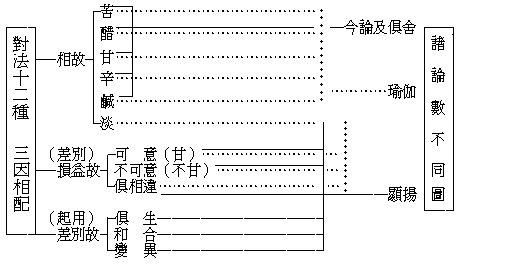 對法十二種 三因相配
相故
苦
醋
甘
辛
鹹
淡
(差別)
損益故
可意(甘)
不可意(不甘)
俱相違
(起用)
差別故
俱生
和合
變異
今論及俱舍
瑜伽
顯揚
諸論數不同圖